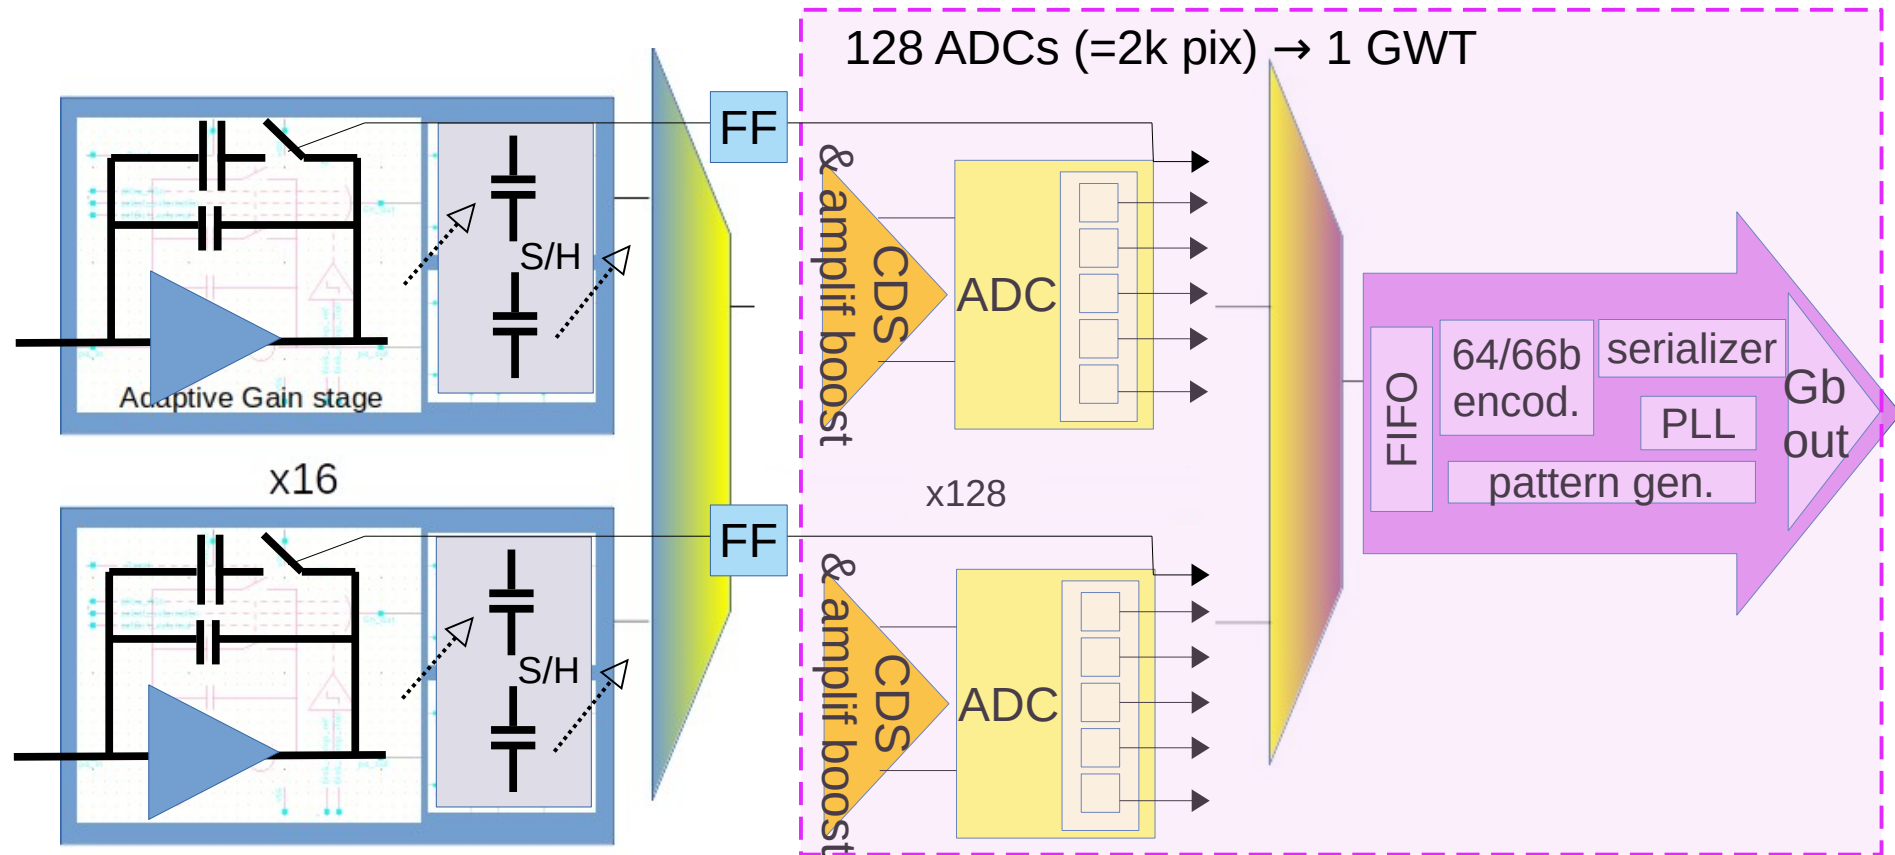 128 ADCs (=2k pix) → 1 GWT
FF
& amplif boost
CDS
ADC
S/H
Adaptive Gain stage
x16
x128
FIFO
64/66b
encod.
serializer
PLL
pattern gen.
Gb
out
FF
& amplif boost
CDS
ADC
S/H